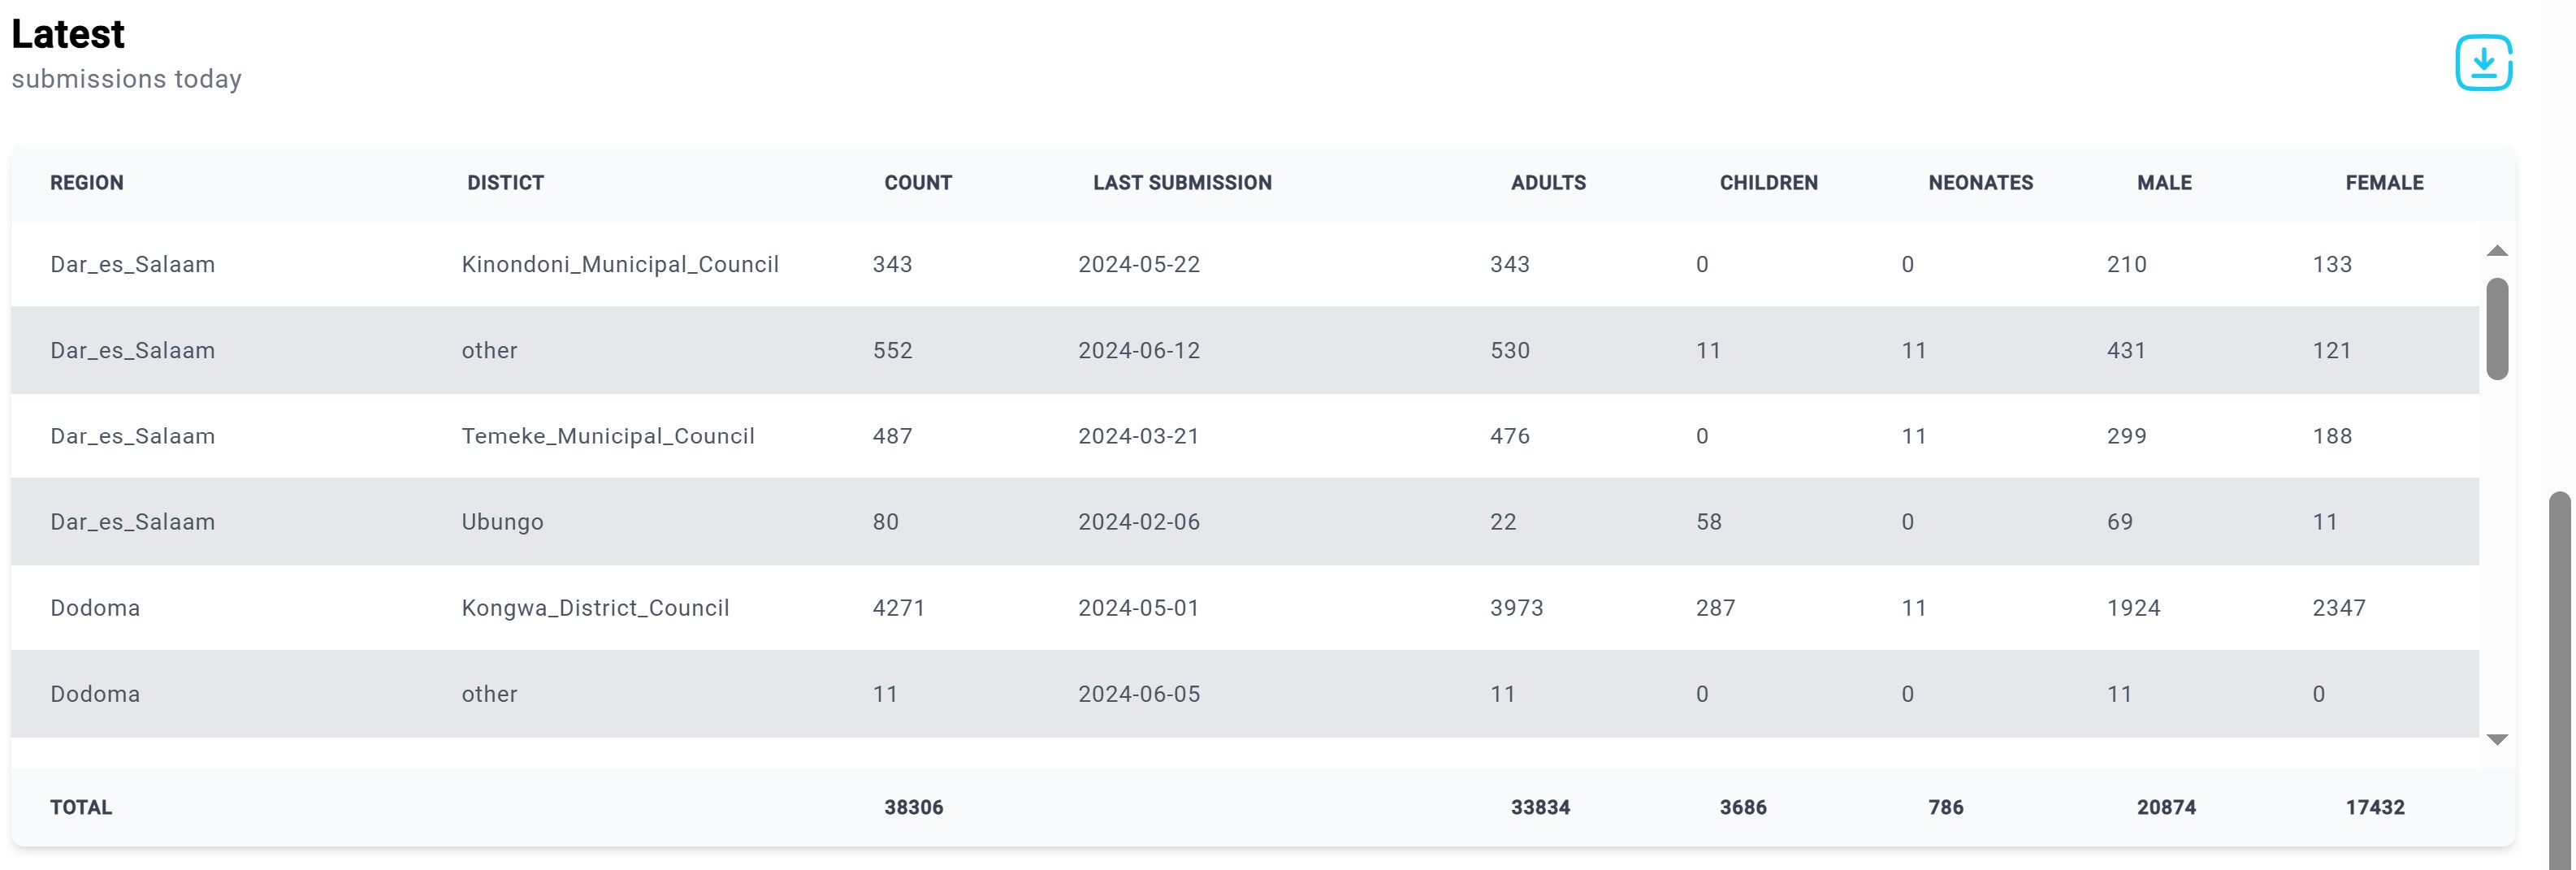 Latest
submissions today
REGION DISTICT COUNT LAST SUBMISSION ADULTS CHILDREN NEONATES MALE FEMALE
Dar_es_Salaam Kinondoni_Municipal_Council 343 2024-05-22 343 0 0 210 133
Dar_es_Salaam other 552 2024-06-12 530 11 11 431 121
Dar_es_Salaam Temeke_Municipal_Council 487 2024-03-21 476 0 11 299 188
Dar_es_Salaam Ubungo 80 2024-02-06 22 58 0 69 11
Dodoma Kongwa_District_Council 4271 2024-05-01 3973 287 11 1924 2347
Dodoma other 11 2024-06-05 11 0 0 11 0
TOTAL 38306 33834 3686 786 20874 17432